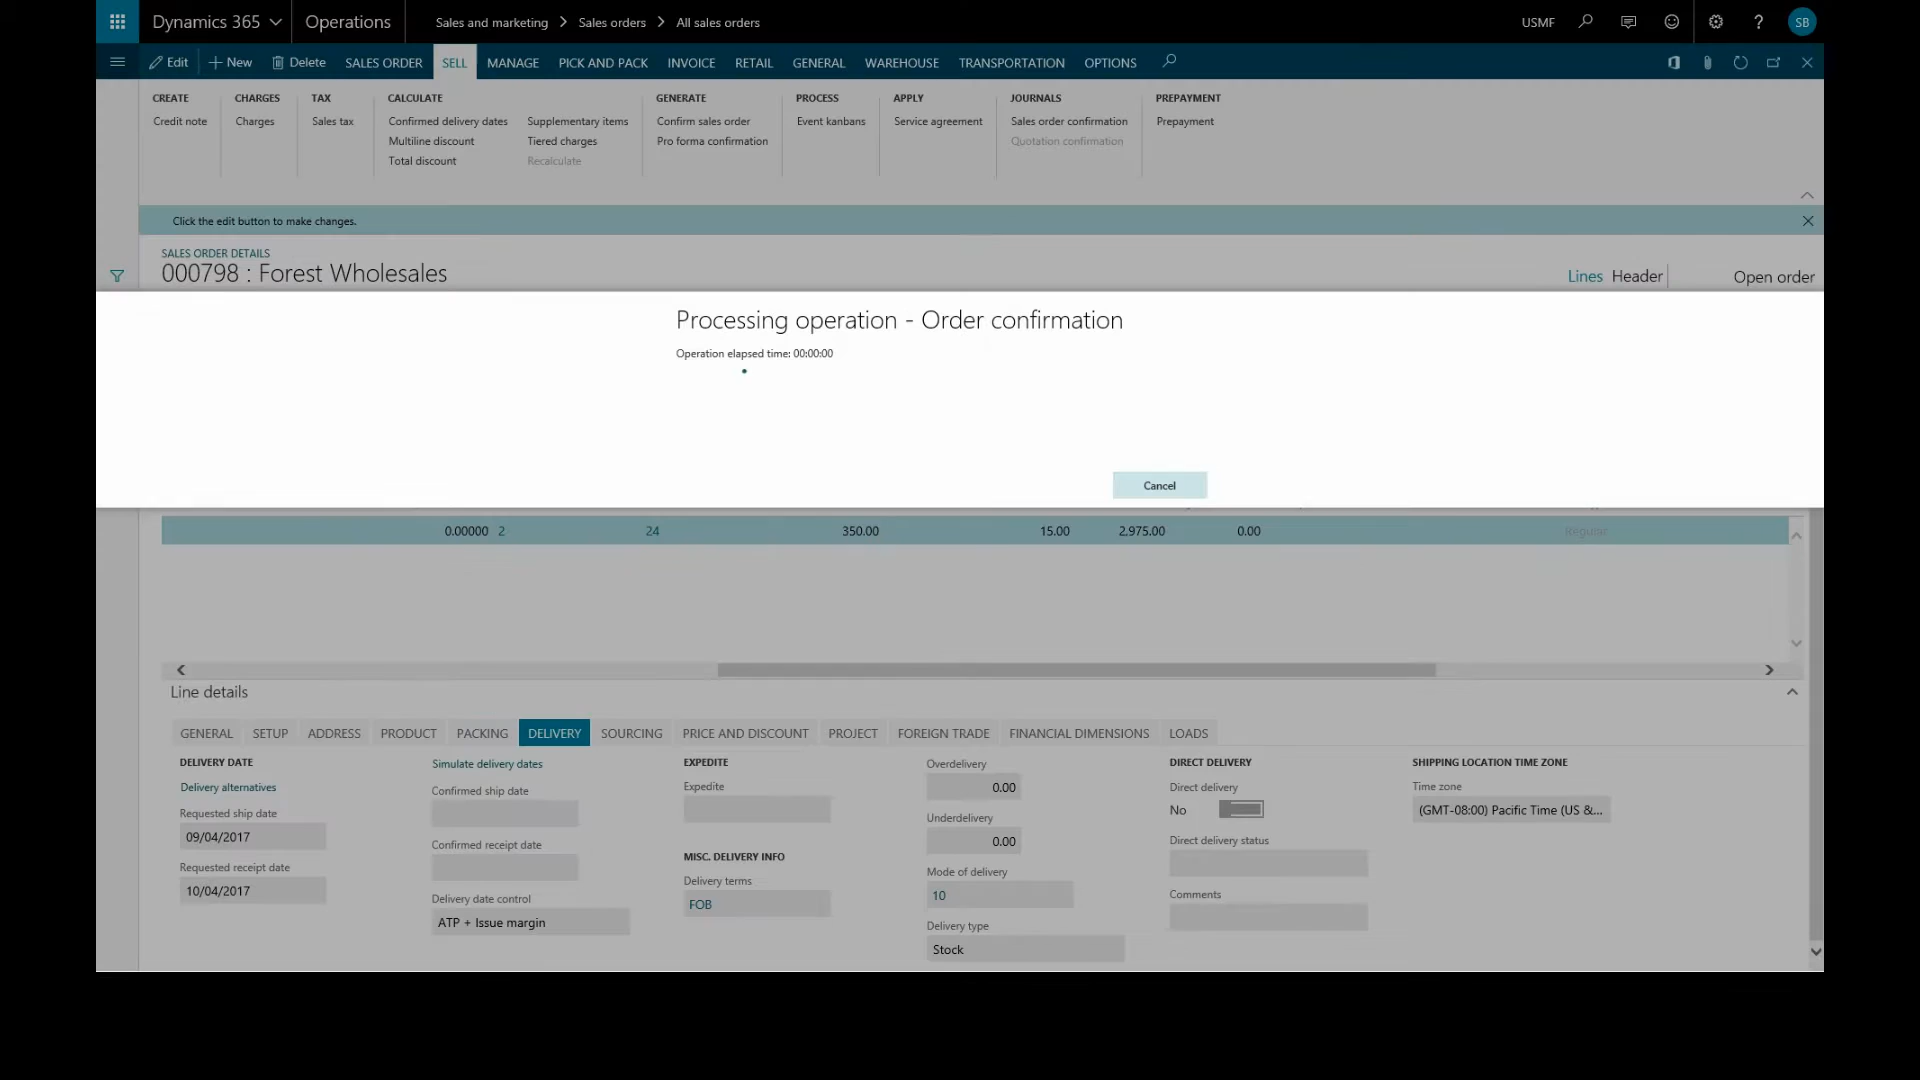 Dynamics 365 Operations Sales and marketing Sales orders All sales orders USMF ? SB
Edit New Delete SALES ORDER SELL MANAGE PICK AND PACK INVOICE RETAIL GENERAL WAREHOUSE TRANSPORTATION OPTIONS
CREATE CHARGES TAX CALCULATE GENERATE PROCESS APPLY JOURNALS PREPAYMENT
Credit note Charges Sales tax Confirmed delivery dates Supplementary items Confirm sales order Event kanbans Service agreement Sales order confirmation Prepayment
Multiline discount Tiered charges Pro forma confirmation Quotation confirmation
Total discount Recalculate
Click the edit button to make changes.
SALES ORDER DETAILS
000798 : Forest Wholesales Lines Header Open order
Processing operation - Order confirmation
Operation elapsed time: 00:00:00
Cancel
0.00000 2 24 350.00 15.00 2,975.00 0.00 Regular
Line details
GENERAL SETUP ADDRESS PRODUCT PACKING DELIVERY SOURCING PRICE AND DISCOUNT PROJECT FOREIGN TRADE FINANCIAL DIMENSIONS LOADS
DELIVERY DATE
Delivery alternatives
Requested ship date
09/04/2017
Requested receipt date
10/04/2017
Simulate delivery dates
Confirmed ship date
Confirmed receipt date
Delivery date control
ATP + Issue margin
EXPEDITE
Expedite
MISC. DELIVERY INFO
Delivery terms
FOB
Overdelivery
0.00
Underdelivery
0.00
Mode of delivery
10
Delivery type
Stock
DIRECT DELIVERY
Direct delivery
No
Direct delivery status
Comments
SHIPPING LOCATION TIME ZONE
Time zone
(GMT-08:00) Pacific Time (US &...